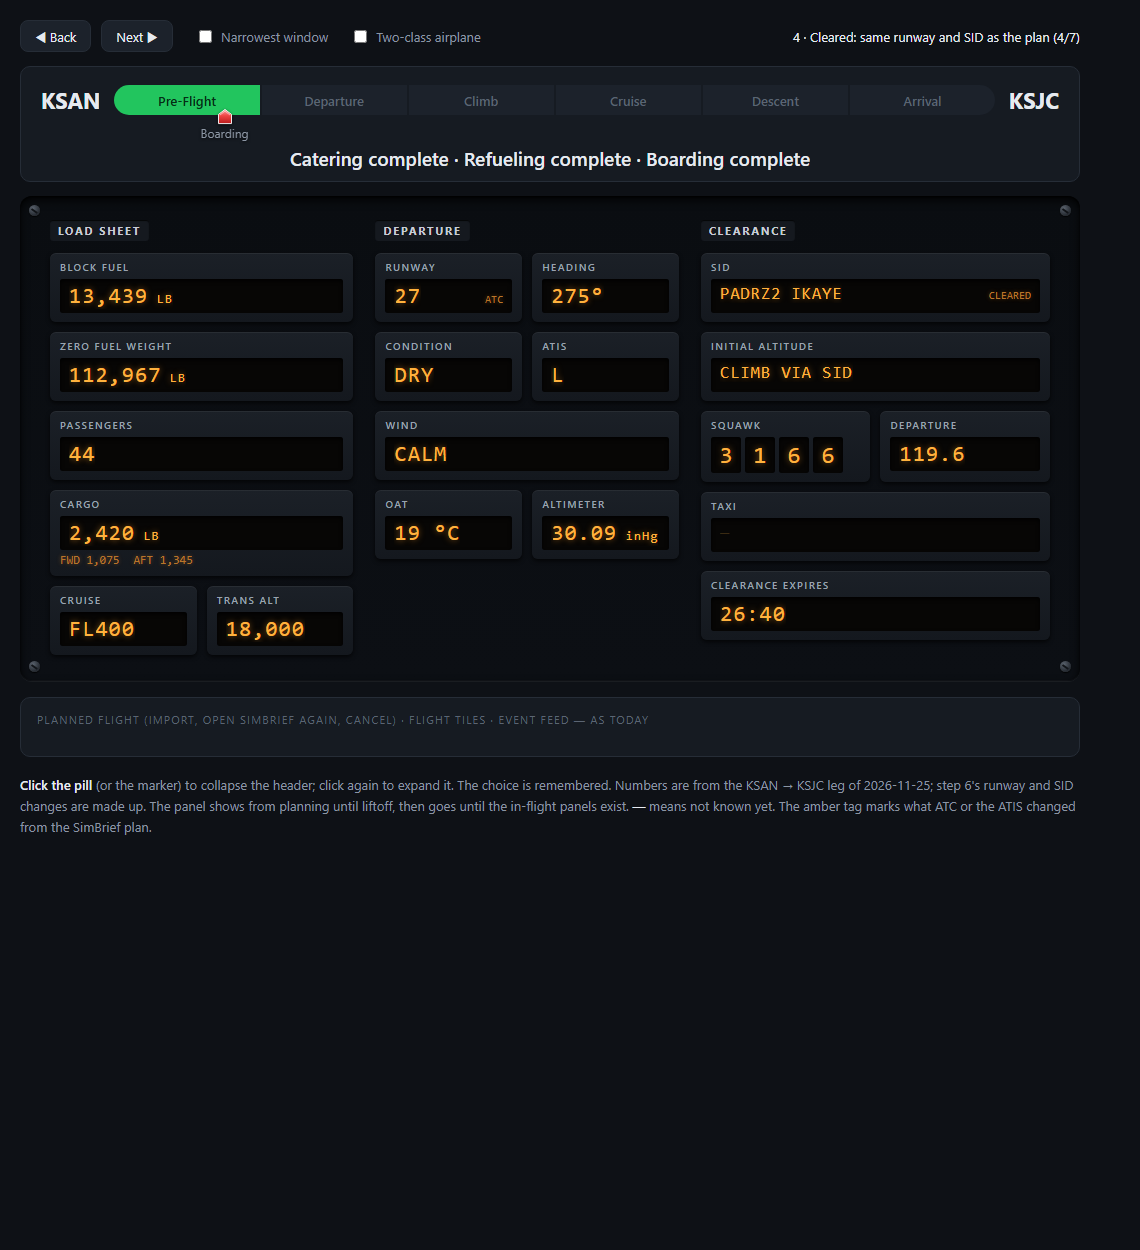 ◀ Back
Next ▶
Narrowest window
Two-class airplane
4 · Cleared: same runway and SID as the plan (4/7)
KSAN
Pre-Flight
Departure
Climb
Cruise
Descent
Arrival
KSJC
Boarding
Catering complete · Refueling complete · Boarding complete
LOAD SHEET
BLOCK FUEL
13,439 LB
ZERO FUEL WEIGHT
112,967 LB
PASSENGERS
44
CARGO
2,420 LB
FWD 1,075 AFT 1,345
CRUISE
FL400
TRANS ALT
18,000
DEPARTURE
RUNWAY
27 ATC
HEADING
275°
CONDITION
DRY
ATIS
L
WIND
CALM
OAT
19 °C
ALTIMETER
30.09 inHg
CLEARANCE
SID
PADRZ2 IKAYE CLEARED
INITIAL ALTITUDE
CLIMB VIA SID
SQUAWK
3 1 6 6
DEPARTURE
119.6
TAXI
—
CLEARANCE EXPIRES
26:40
PLANNED FLIGHT (IMPORT, OPEN SIMBRIEF AGAIN, CANCEL) · FLIGHT TILES · EVENT FEED — AS TODAY
Click the pill (or the marker) to collapse the header; click again to expand it. The choice is remembered. Numbers are from the KSAN → KSJC leg of 2026-11-25; step 6's runway and SID
changes are made up. The panel shows from planning until liftoff, then goes until the in-flight panels exist. — means not known yet. The amber tag marks what ATC or the ATIS changed
from the SimBrief plan.